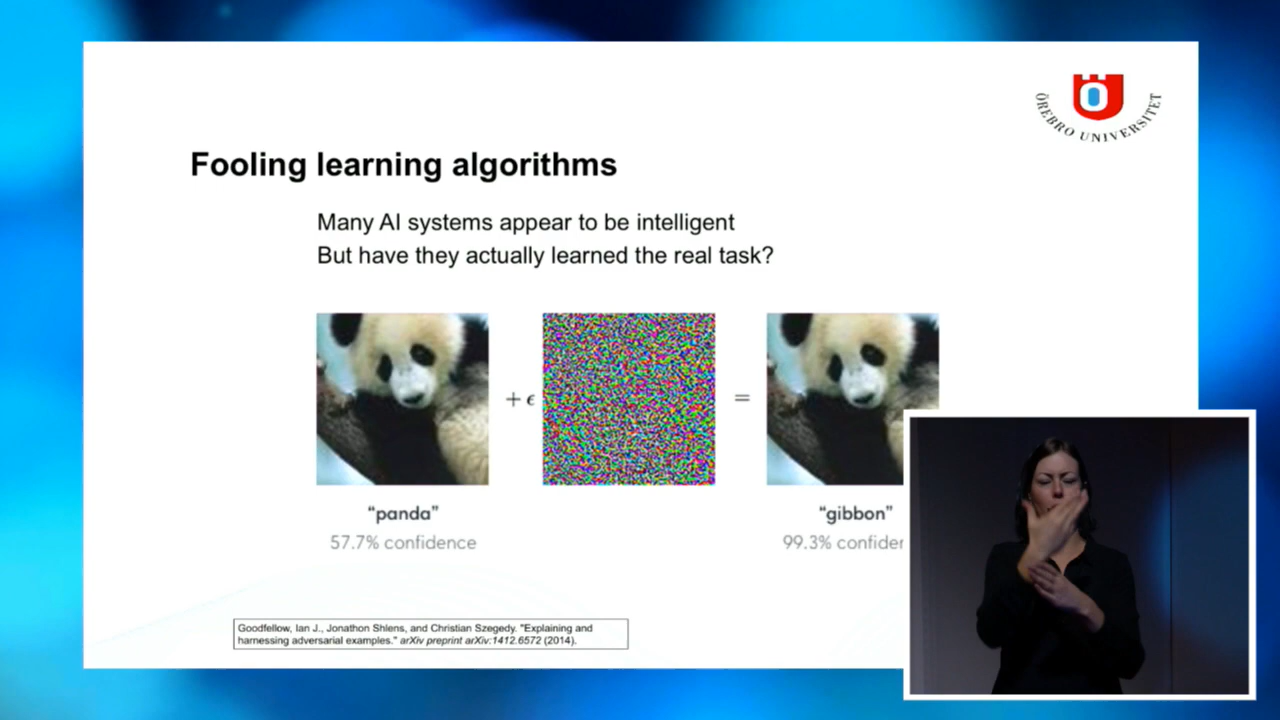 ÖREBRO UNIVERSITET
Fooling learning algorithms
Many AI systems appear to be intelligent
But have they actually learned the real task?
+ ϵ
=
“panda”
“gibbon”
57.7% confidence
99.3% confiden
Goodfellow, Ian J., Jonathon Shlens, and Christian Szegedy. "Explaining and
harnessing adversarial examples." arXiv preprint arXiv:1412.6572 (2014).